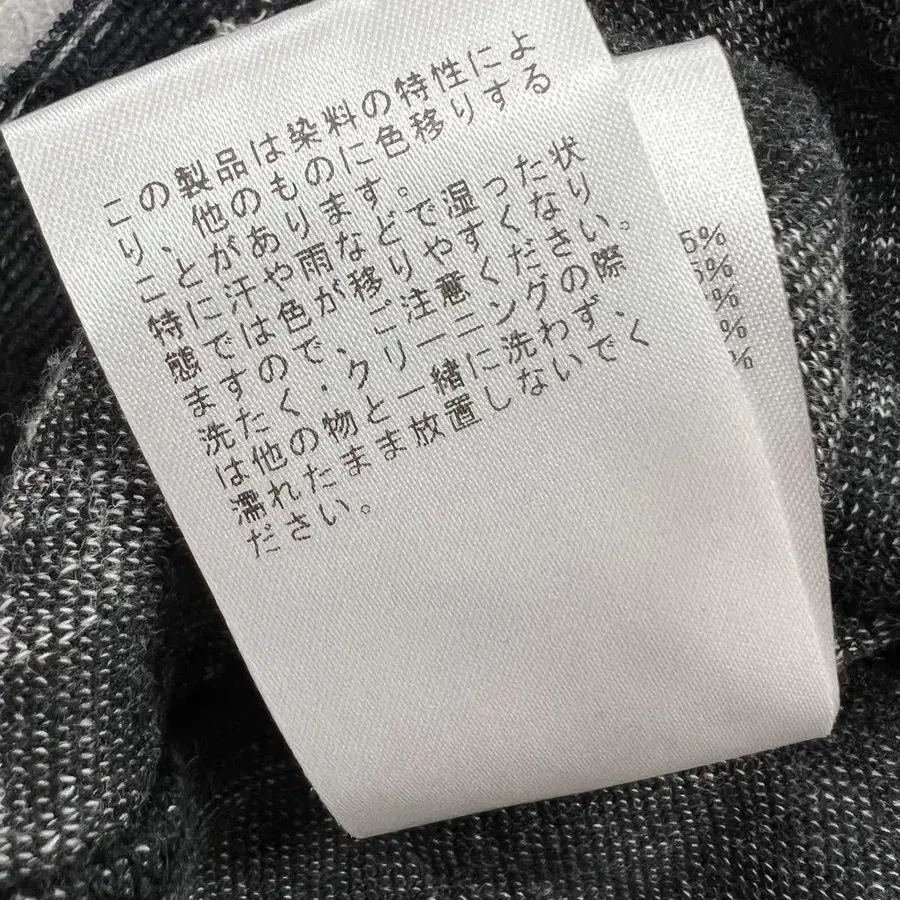 この製品は染料の特性によ
り、他のものに色移りする
ことがあります。
特に汗や雨などで湿った状
態では色が移りやすくなり
ますので、ご注意ください。
洗たく・クリーニングの際
は他の物と一緒に洗わず、
濡れたまま放置しないでく
ださい。
5%
5%
%
%
%